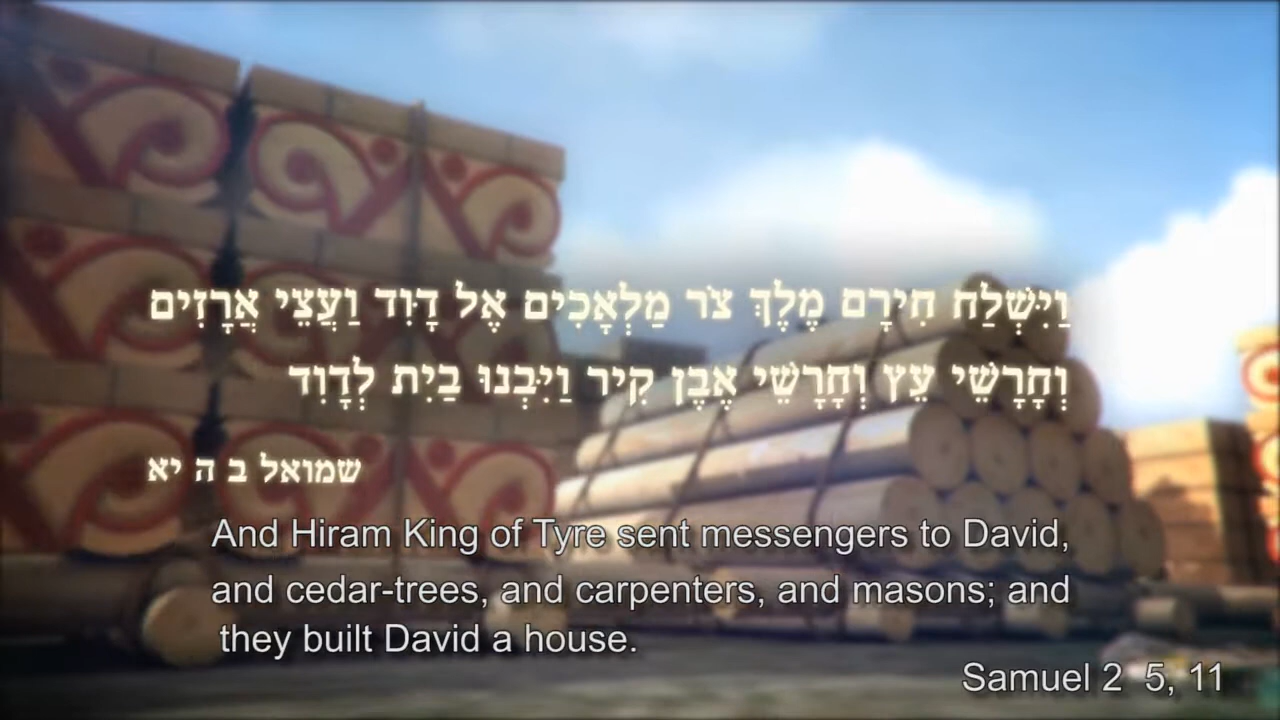 וַיִּשְׁלַח חִירָם מֶלֶךְ צֹר מַלְאָכִים אֶל דָּוִד וַעֲצֵי אֲרָזִים
וְחָרָשֵׁי עֵץ וְחָרָשֵׁי אֶבֶן קִיר וַיִּבְנוּ בַיִת לְדָוִד
שמואל ב ה יא
And Hiram King of Tyre sent messengers to David,
and cedar-trees, and carpenters, and masons; and
they built David a house.
Samuel 2 5, 11